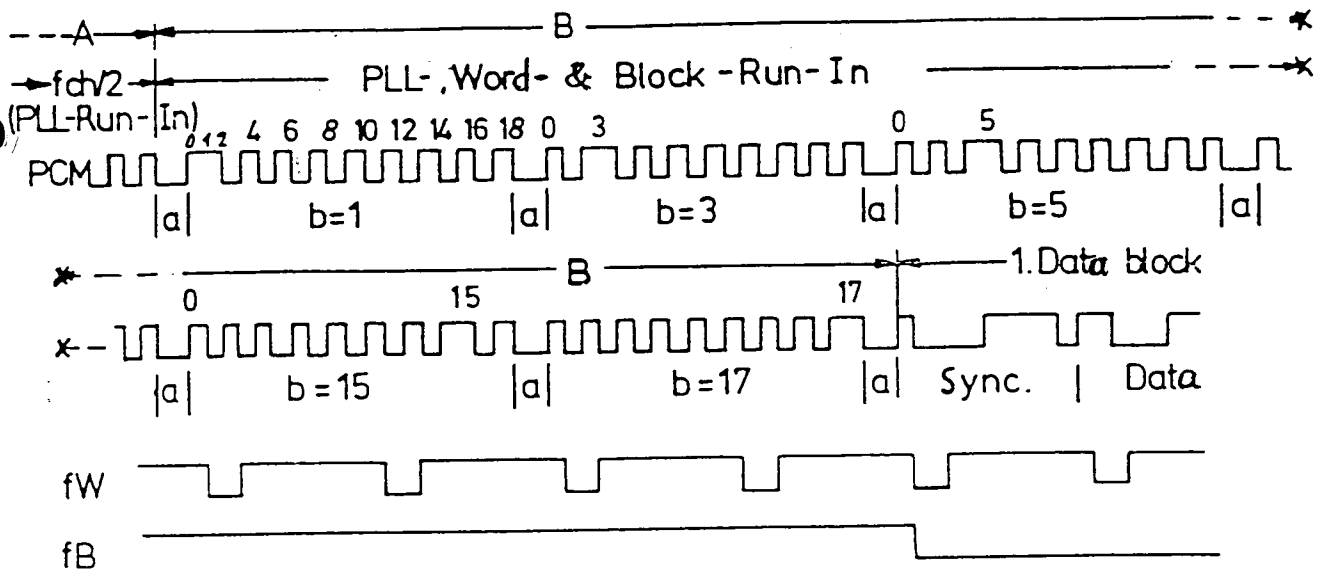 A B
fch/2 PLL-,Word- & Block-Run-In
(PLL-Run-In)
0 1 2 4 6 8 10 12 14 16 18 0 3 0 5
PCM
|a| b=1 |a| b=3 |a| b=5 |a|
B 1.Data block
0 15 17
|a| b=15 |a| b=17 |a| Sync. | Data
fW
fB